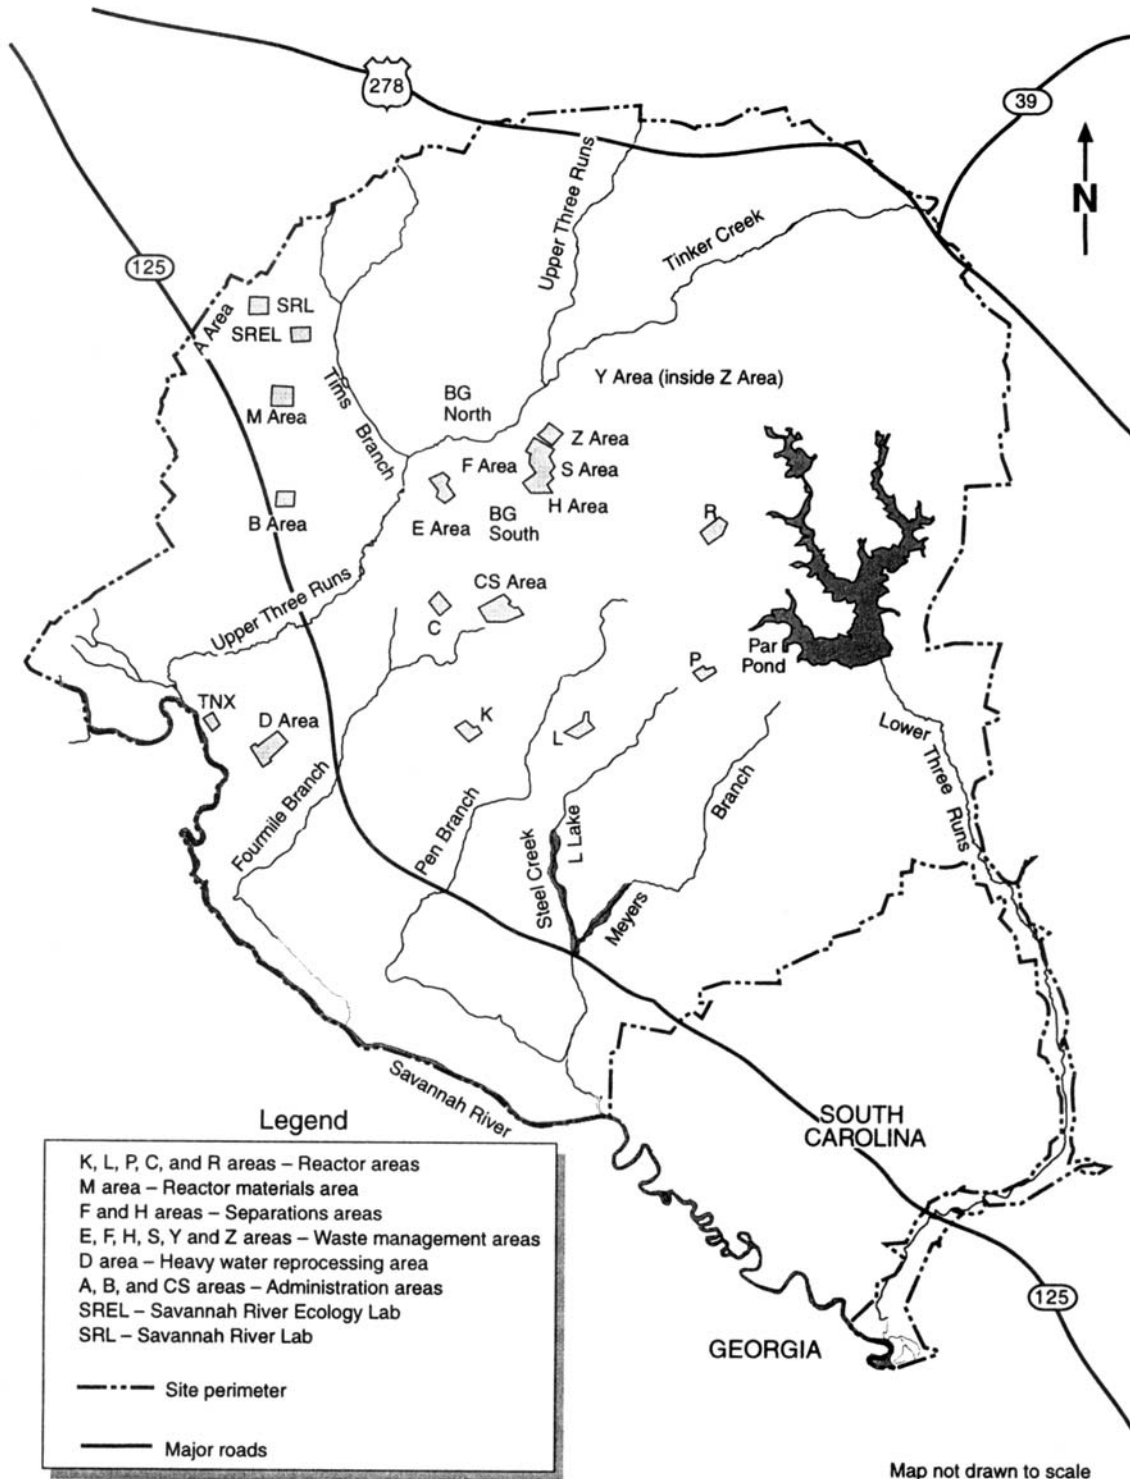 278
39
N
Upper Three Runs
Tinker Creek
125
A Area
SRL
SREL
Tims
Branch
M Area
BG
North
Y Area (inside Z Area)
Z Area
F Area
S Area
H Area
B Area
E Area
BG
South
R
CS Area
C
Upper Three Runs
Par
Pond
P
TNX
D Area
K
L
Lower
Three
Runs
Fourmile Branch
Pen Branch
Steel Creek
L Lake
Branch
Meyers
Savannah River
SOUTH
CAROLINA
GEORGIA
125
Legend
K, L, P, C, and R areas – Reactor areas
M area – Reactor materials area
F and H areas – Separations areas
E, F, H, S, Y and Z areas – Waste management areas
D area – Heavy water reprocessing area
A, B, and CS areas – Administration areas
SREL – Savannah River Ecology Lab
SRL – Savannah River Lab
Site perimeter
Major roads
Map not drawn to scale